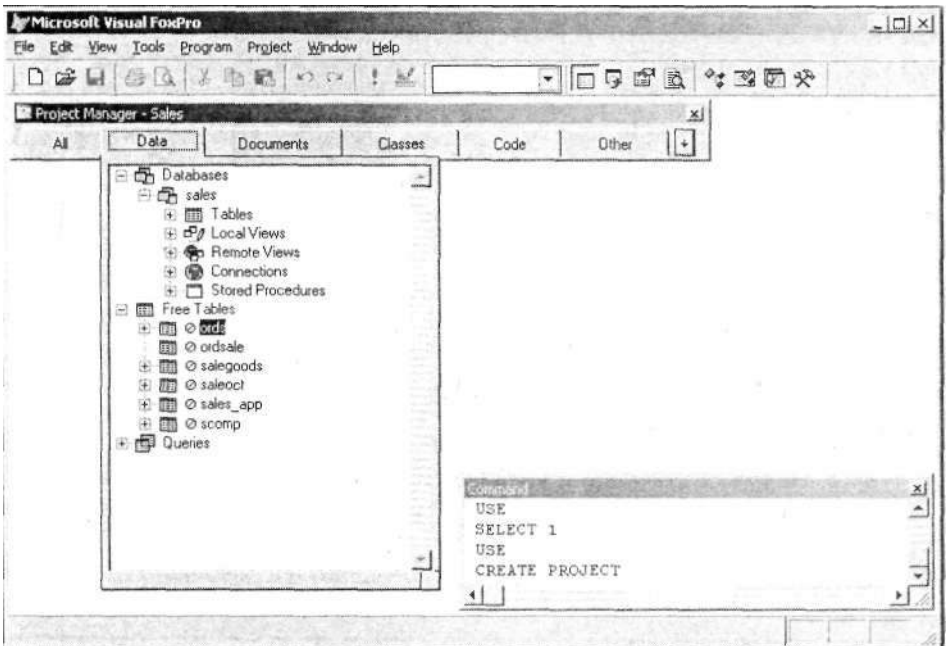 Microsoft Visual FoxPro
File Edit View Tools Program Project Window Help
Project Manager - Sales
All Data Documents Classes Code Other
Databases
sales
Tables
Local Views
Remote Views
Connections
Stored Procedures
Free Tables
ords
ordsale
salegoods
saleoct
sales_app
scomp
Queries
Command
USE
SELECT 1
USE
CREATE PROJECT